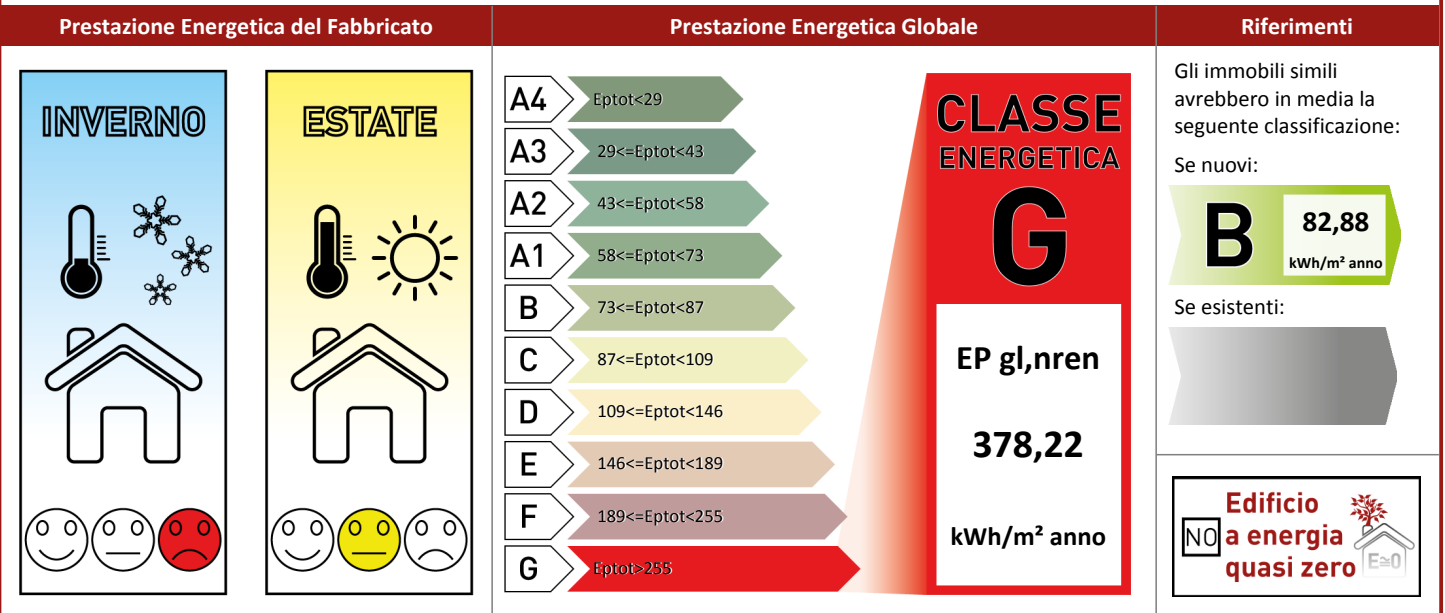 Prestazione Energetica del Fabbricato
Prestazione Energetica Globale
Riferimenti
INVERNO
ESTATE
A4
Eptot<29
A3
29<=Eptot<43
A2
43<=Eptot<58
A1
58<=Eptot<73
B
73<=Eptot<87
C
87<=Eptot<109
D
109<=Eptot<146
E
146<=Eptot<189
F
189<=Eptot<255
G
Eptot>255
CLASSE
ENERGETICA
G
EP gl,nren
378,22
kWh/m² anno
Gli immobili simili
avrebbero in media la
seguente classificazione:
Se nuovi:
B
82,88
kWh/m² anno
Se esistenti:
NO
Edificio
a energia
quasi zero
E≅0